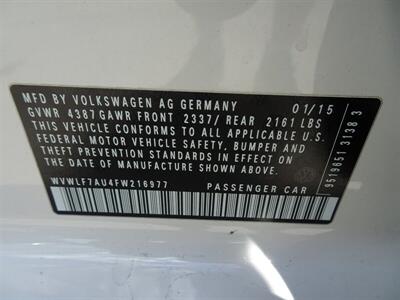 MFD BY VOLKSWAGEN AG GERMANY 01/15
GVWR 4387 GAWR FRONT 2337/ REAR 2161 LBS
THIS VEHICLE CONFORMS TO ALL APPLICABLE U.S.
FEDERAL MOTOR VEHICLE SAFETY, BUMPER AND
THEFT PREVENTION STANDARDS IN EFFECT ON
THE DATE OF MANUFACTURE SHOWN ABOVE.
WVWLF7AU4FW216977 PASSENGER CAR
9519051 31383